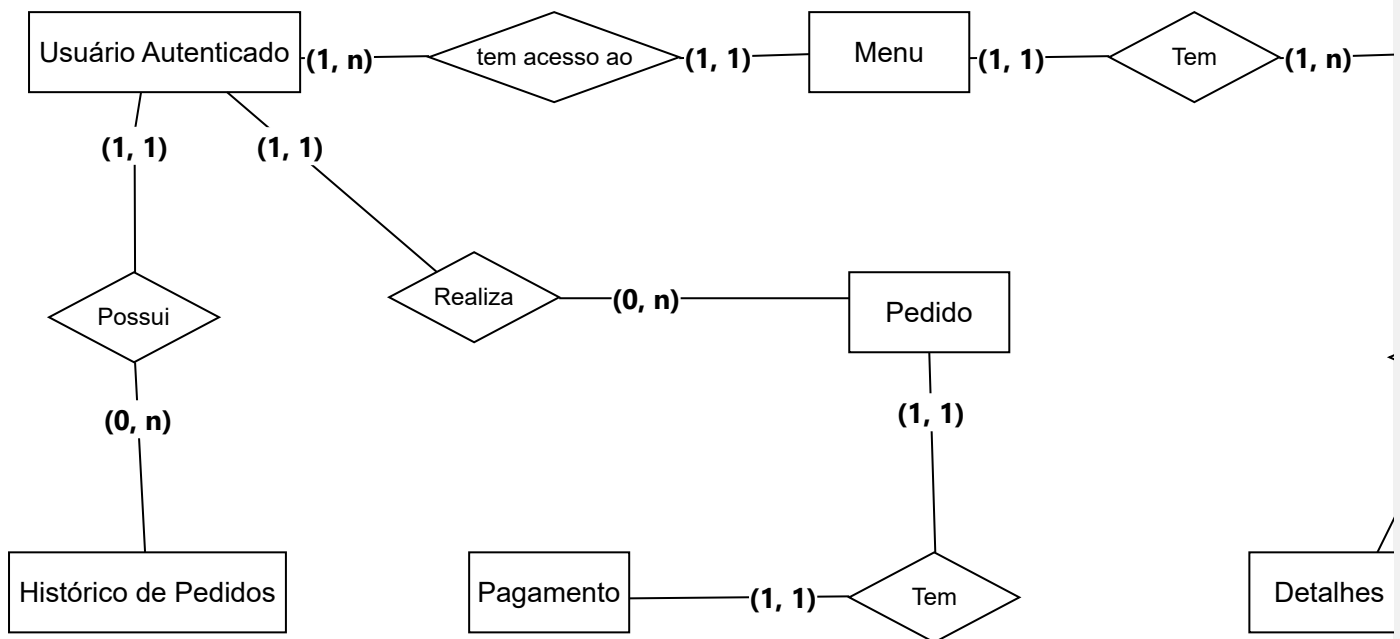 Usuário Autenticado
(1, n)
tem acesso ao
(1, 1)
Menu
(1, 1)
Tem
(1, n)
(1, 1)
(1, 1)
Possui
Realiza
(0, n)
Pedido
(0, n)
(1, 1)
Histórico de Pedidos
Pagamento
(1, 1)
Tem
Detalhes